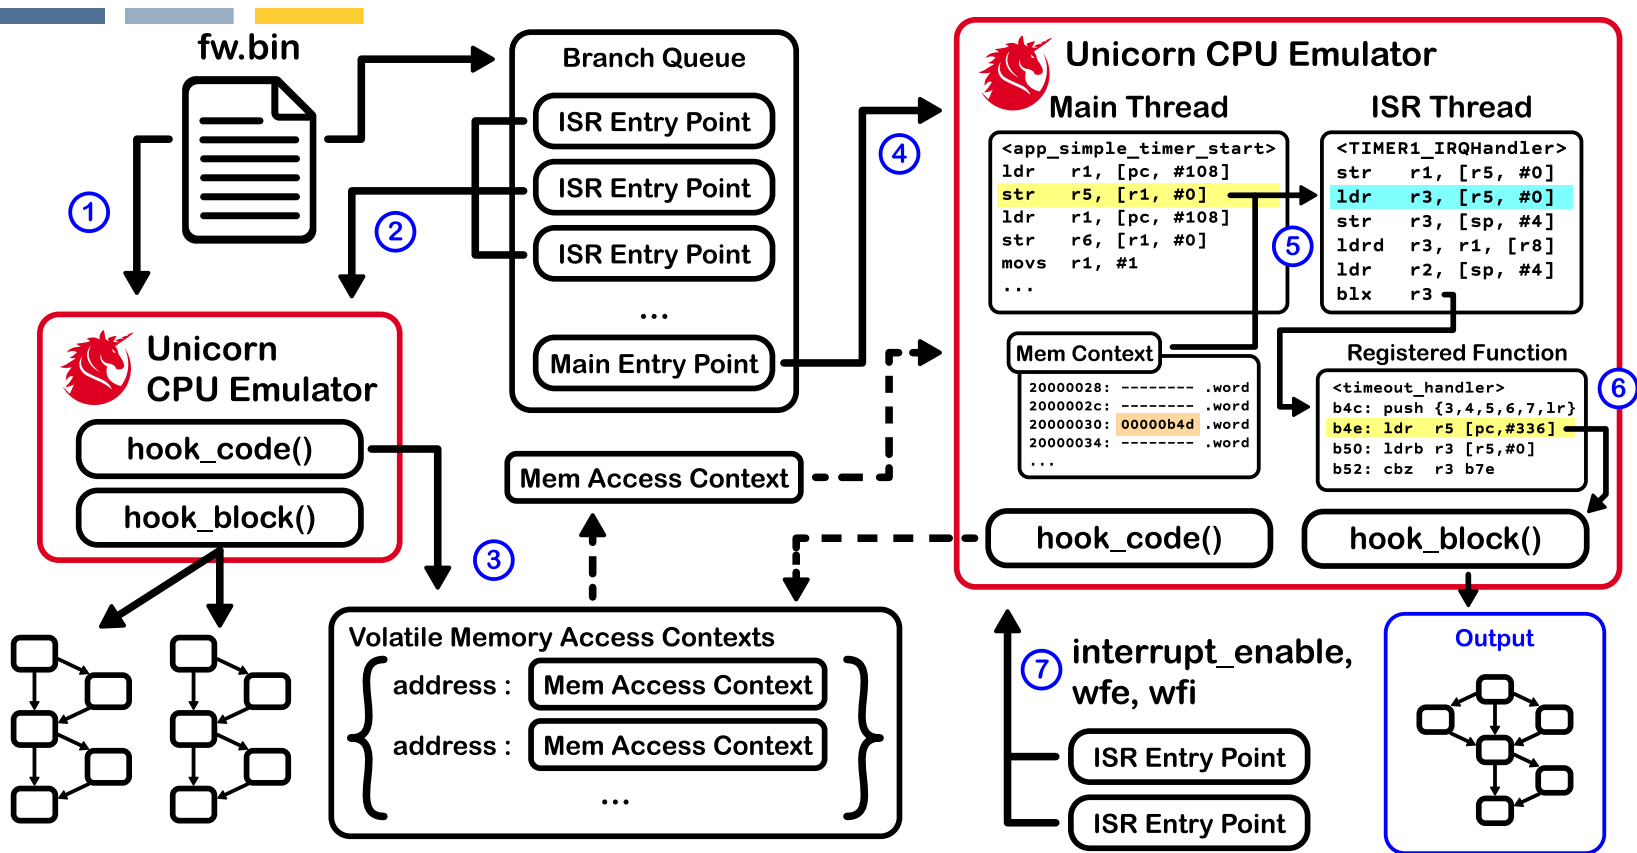 fw.bin
1
2
Branch Queue
ISR Entry Point
ISR Entry Point
ISR Entry Point
...
Main Entry Point
4
Unicorn
CPU Emulator
hook_code()
hook_block()
3
Mem Access Context
Volatile Memory Access Contexts
address : Mem Access Context
address : Mem Access Context
...
Unicorn CPU Emulator
Main Thread
<app_simple_timer_start>
ldr r1, [pc, #108]
str r5, [r1, #0]
ldr r1, [pc, #108]
str r6, [r1, #0]
movs r1, #1
...
5
ISR Thread
<TIMER1_IRQHandler>
str r1, [r5, #0]
ldr r3, [r5, #0]
str r3, [sp, #4]
ldrd r3, r1, [r8]
ldr r2, [sp, #4]
blx r3
Mem Context
20000028: -------- .word
2000002c: -------- .word
20000030: 00000b4d .word
20000034: -------- .word
...
Registered Function
<timeout_handler>
b4c: push {3,4,5,6,7,lr}
b4e: ldr r5 [pc,#336]
b50: ldrb r3 [r5,#0]
b52: cbz r3 b7e
6
hook_code()
hook_block()
7
interrupt_enable,
wfe, wfi
ISR Entry Point
ISR Entry Point
Output